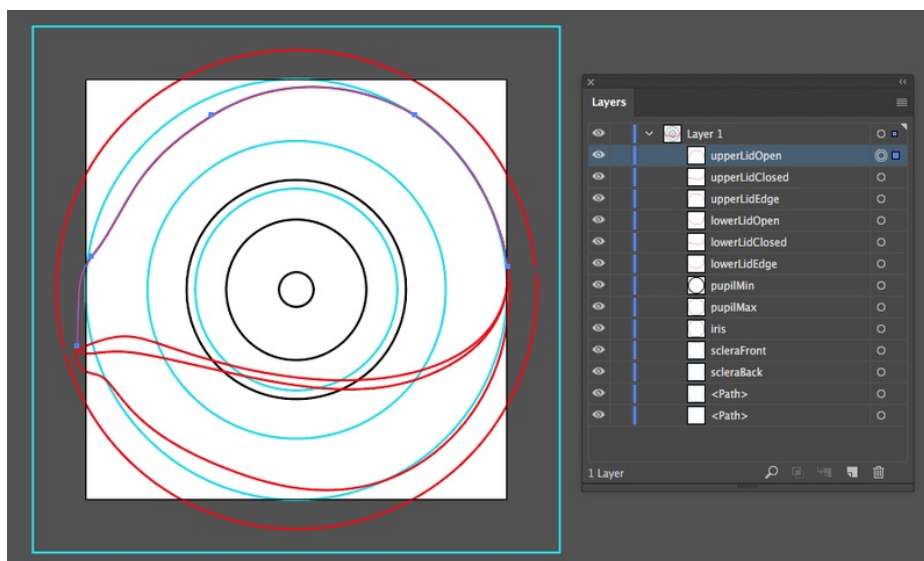 Layers
Layer 1
upperLidOpen
upperLidClosed
upperLidEdge
lowerLidOpen
lowerLidClosed
lowerLidEdge
pupilMin
pupilMax
iris
scleraFront
scleraBack
<Path>
<Path>
1 Layer